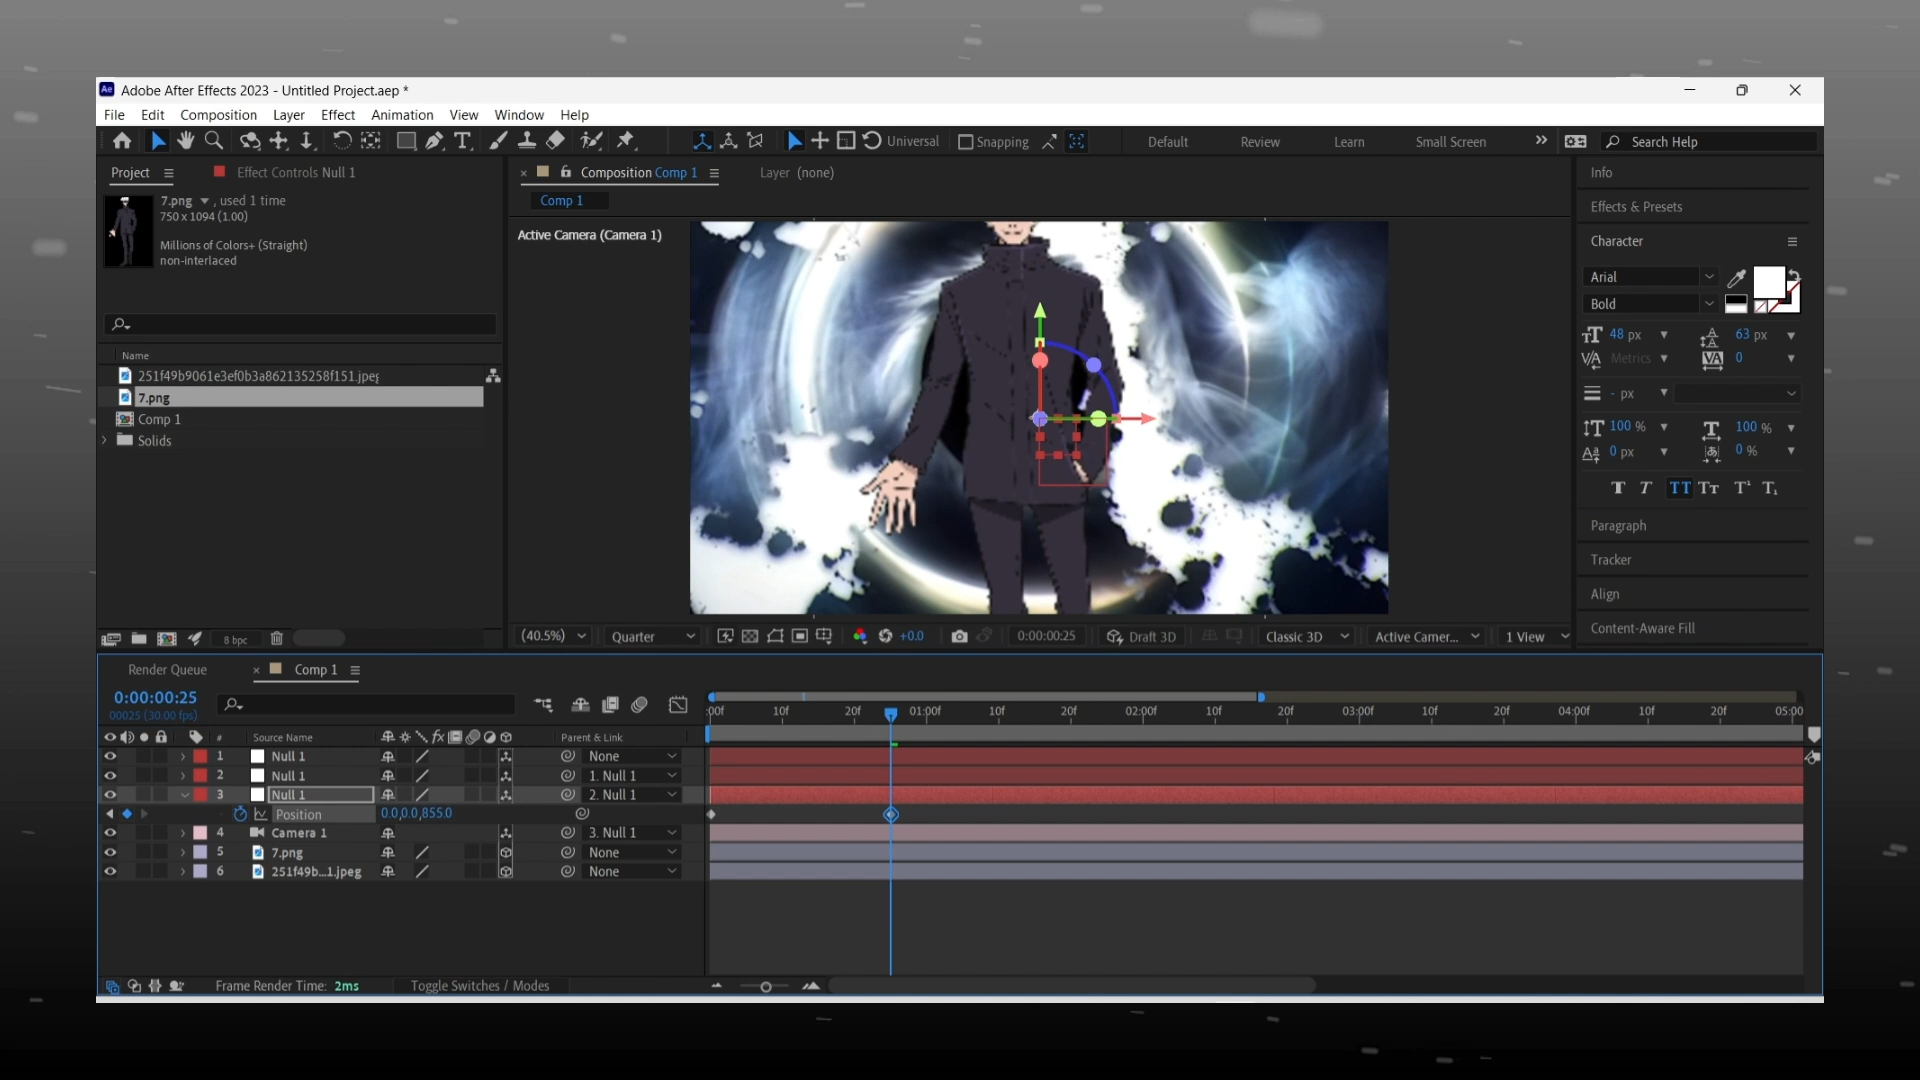 Adobe After Effects 2023 - Untitled Project.aep *
File Edit Composition Layer Effect Animation View Window Help
Universal Snapping Default Review Learn Small Screen Search Help
Project Effect Controls Null 1
7.png , used 1 time
750 x 1094 (1.00)
Millions of Colors+ (Straight)
non-interlaced
Name
251f49b9061e3ef0b3a862135258f151.jpeg
7.png
Comp 1
Solids
8 bpc
Composition Comp 1 Layer (none)
Comp 1
Active Camera (Camera 1)
(40.5%) Quarter +0.0 0:00:00:25 Draft 3D Classic 3D Active Camer... 1 View
Info
Effects & Presets
Character
Arial
Bold
48 px 63 px
Metrics 0
- px
100 % 100 %
0 px 0 %
T T TT Tt T¹ T₁
Paragraph
Tracker
Align
Content-Aware Fill
Render Queue Comp 1
0:00:00:25
00025 (30.00 fps)
:00f 10f 20f 01:00f 10f 20f 02:00f 10f 20f 03:00f 10f 20f 04:00f 10f 20f 05:00
# Source Name Parent & Link
1 Null 1 None
2 Null 1 1. Null 1
3 Null 1 2. Null 1
Position 0.0,0.0,855.0
4 Camera 1 3. Null 1
5 7.png None
6 251f49b...1.jpeg None
Frame Render Time: 2ms Toggle Switches / Modes